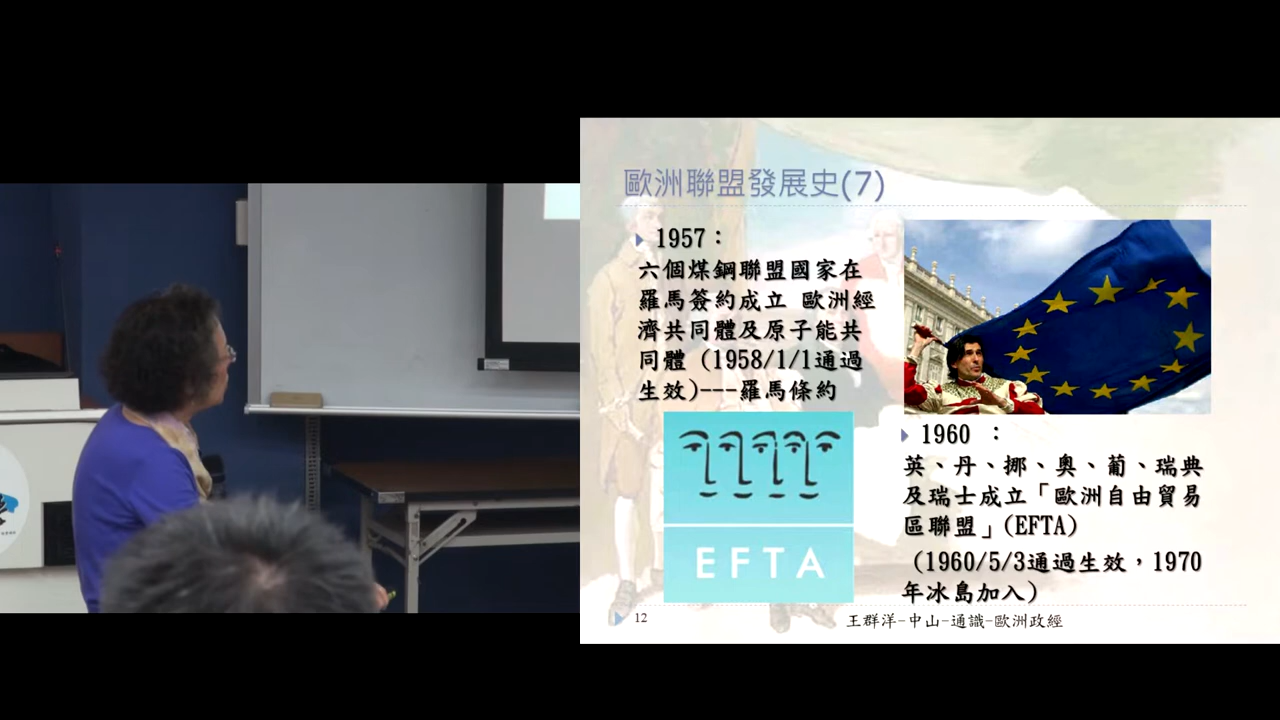 歐洲聯盟發展史(7)
1957：
六個煤鋼聯盟國家在
羅馬簽約成立 歐洲經
濟共同體及原子能共
同體 (1958/1/1通過
生效)---羅馬條約
EFTA
1960 ：
英、丹、挪、奧、葡、瑞典
及瑞士成立「歐洲自由貿易
區聯盟」(EFTA)
(1960/5/3通過生效，1970
年冰島加入)
12
王群洋-中山-通識-歐洲政經